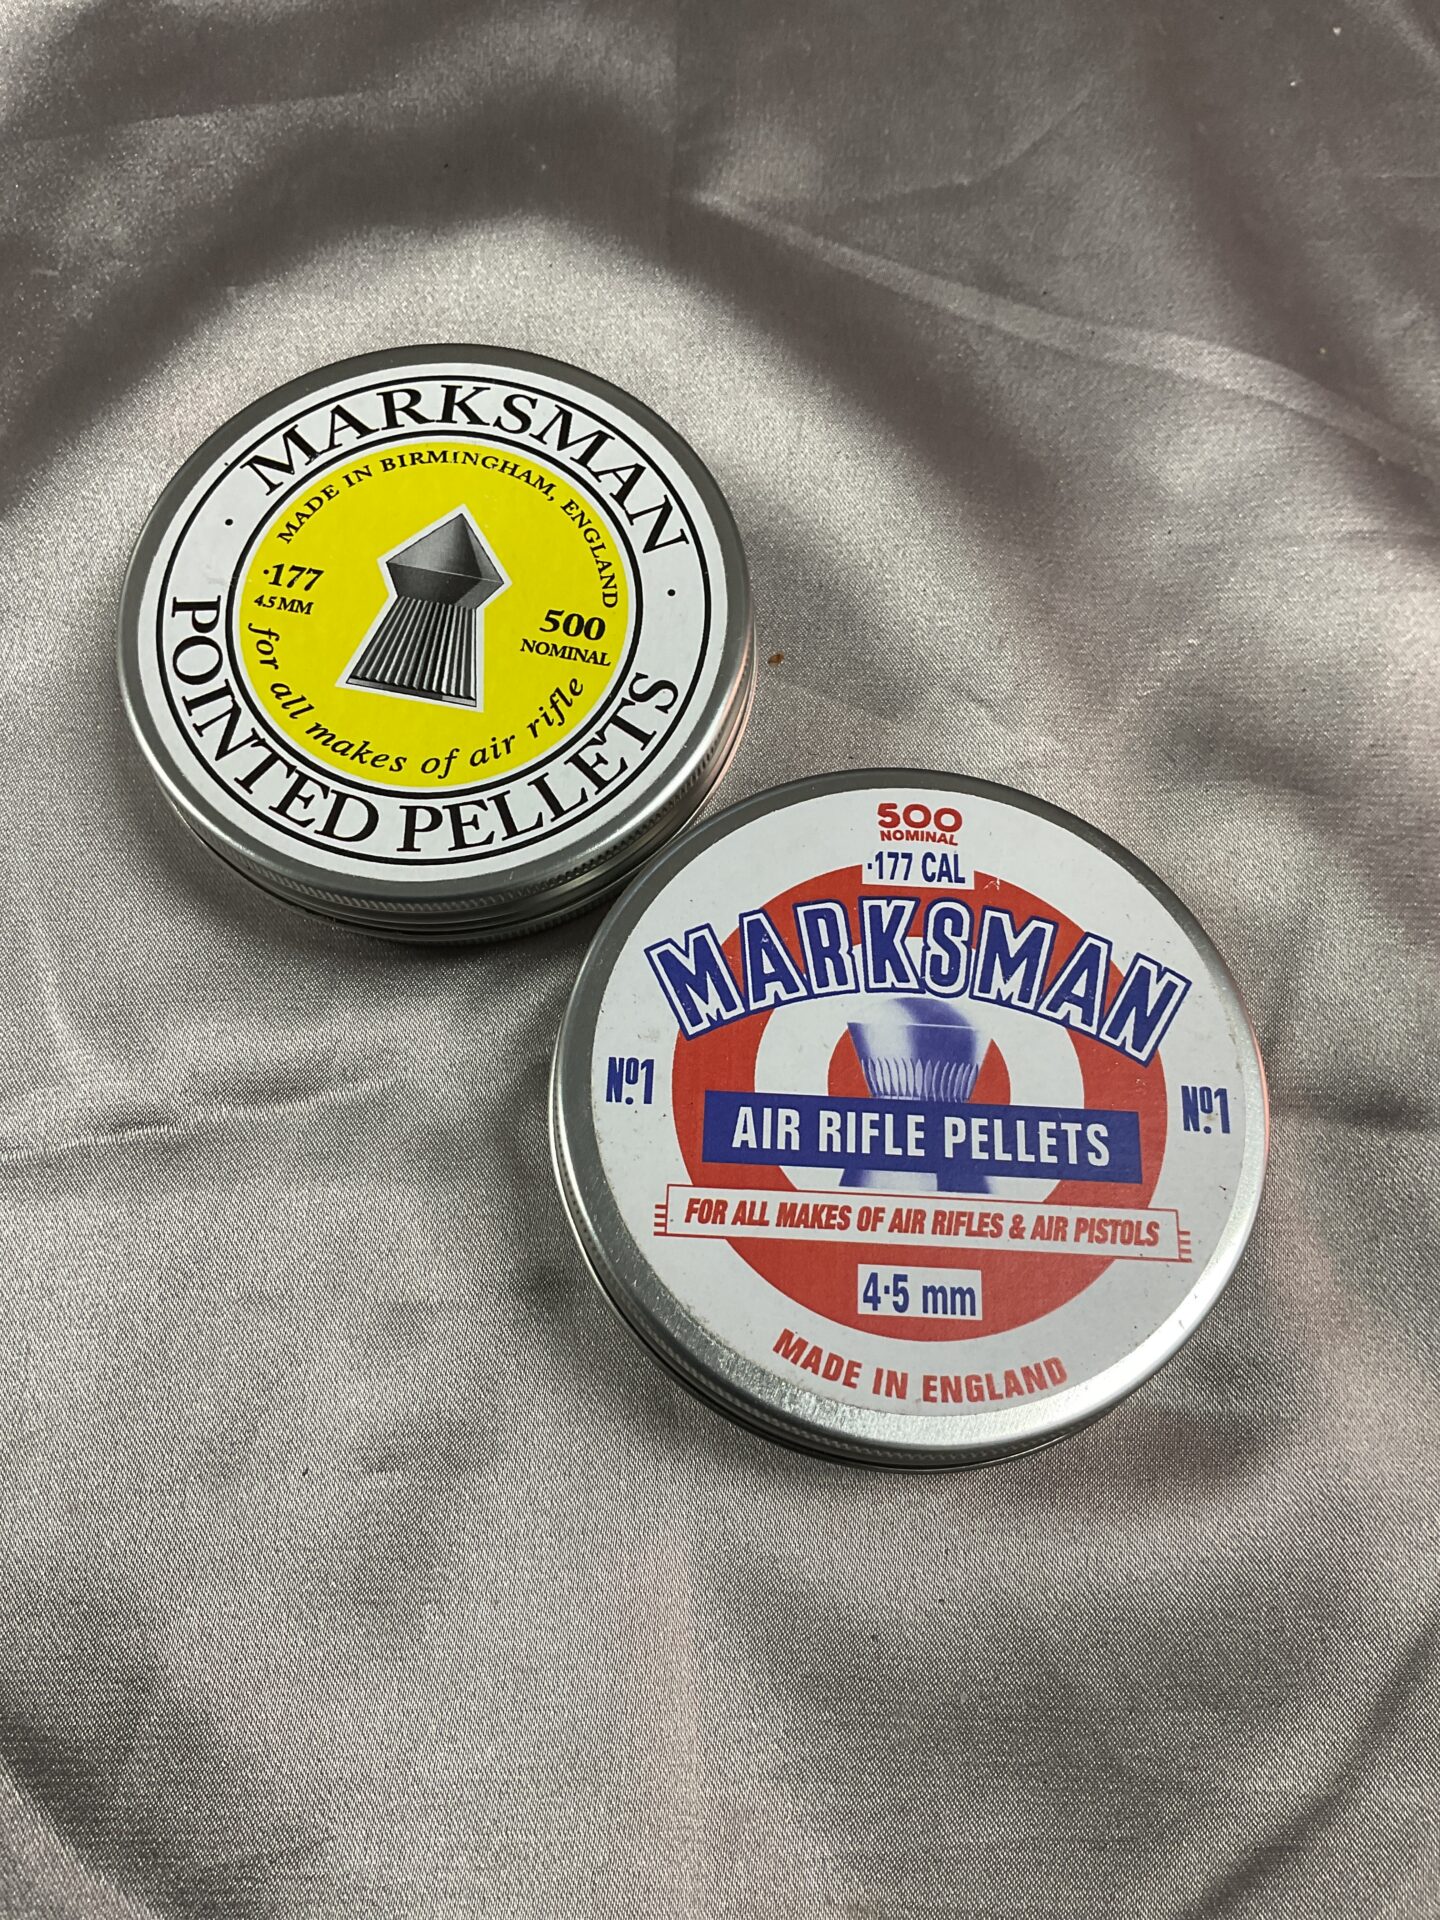 MARKSMAN
MADE IN BIRMINGHAM, ENGLAND
·177
4.5 MM
500
NOMINAL
for all makes of air rifle
POINTED PELLETS
500
NOMINAL
·177 CAL
MARKSMAN
Nº1
Nº1
AIR RIFLE PELLETS
FOR ALL MAKES OF AIR RIFLES & AIR PISTOLS
4·5 mm
MADE IN ENGLAND